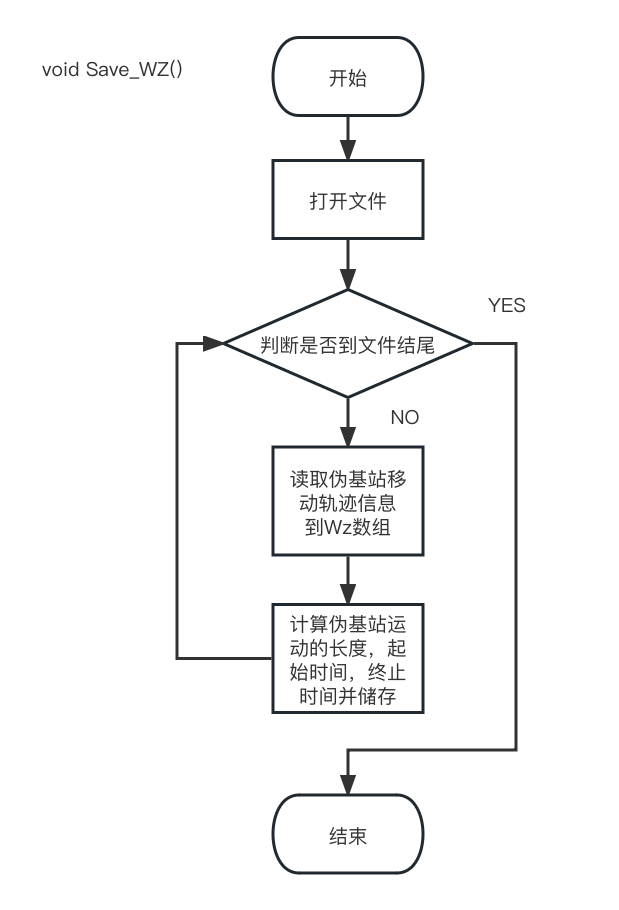 void Save_WZ()
开始
打开文件
YES
判断是否到文件结尾
NO
读取伪基站移
动轨迹信息
到Wz数组
计算伪基站运
动的长度，起
始时间，终止
时间并储存
结束